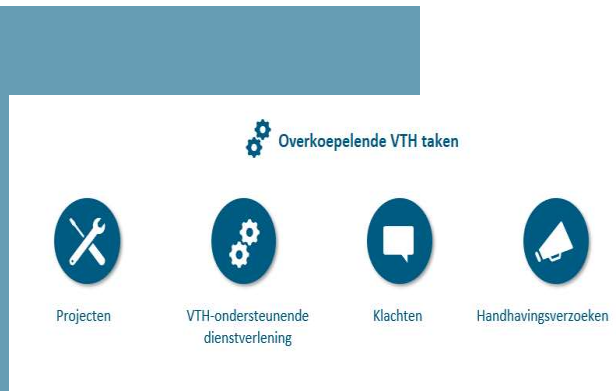 Overkoepelende VTH taken
Projecten
VTH-ondersteunende
dienstverlening
Klachten
Handhavingsverzoeken